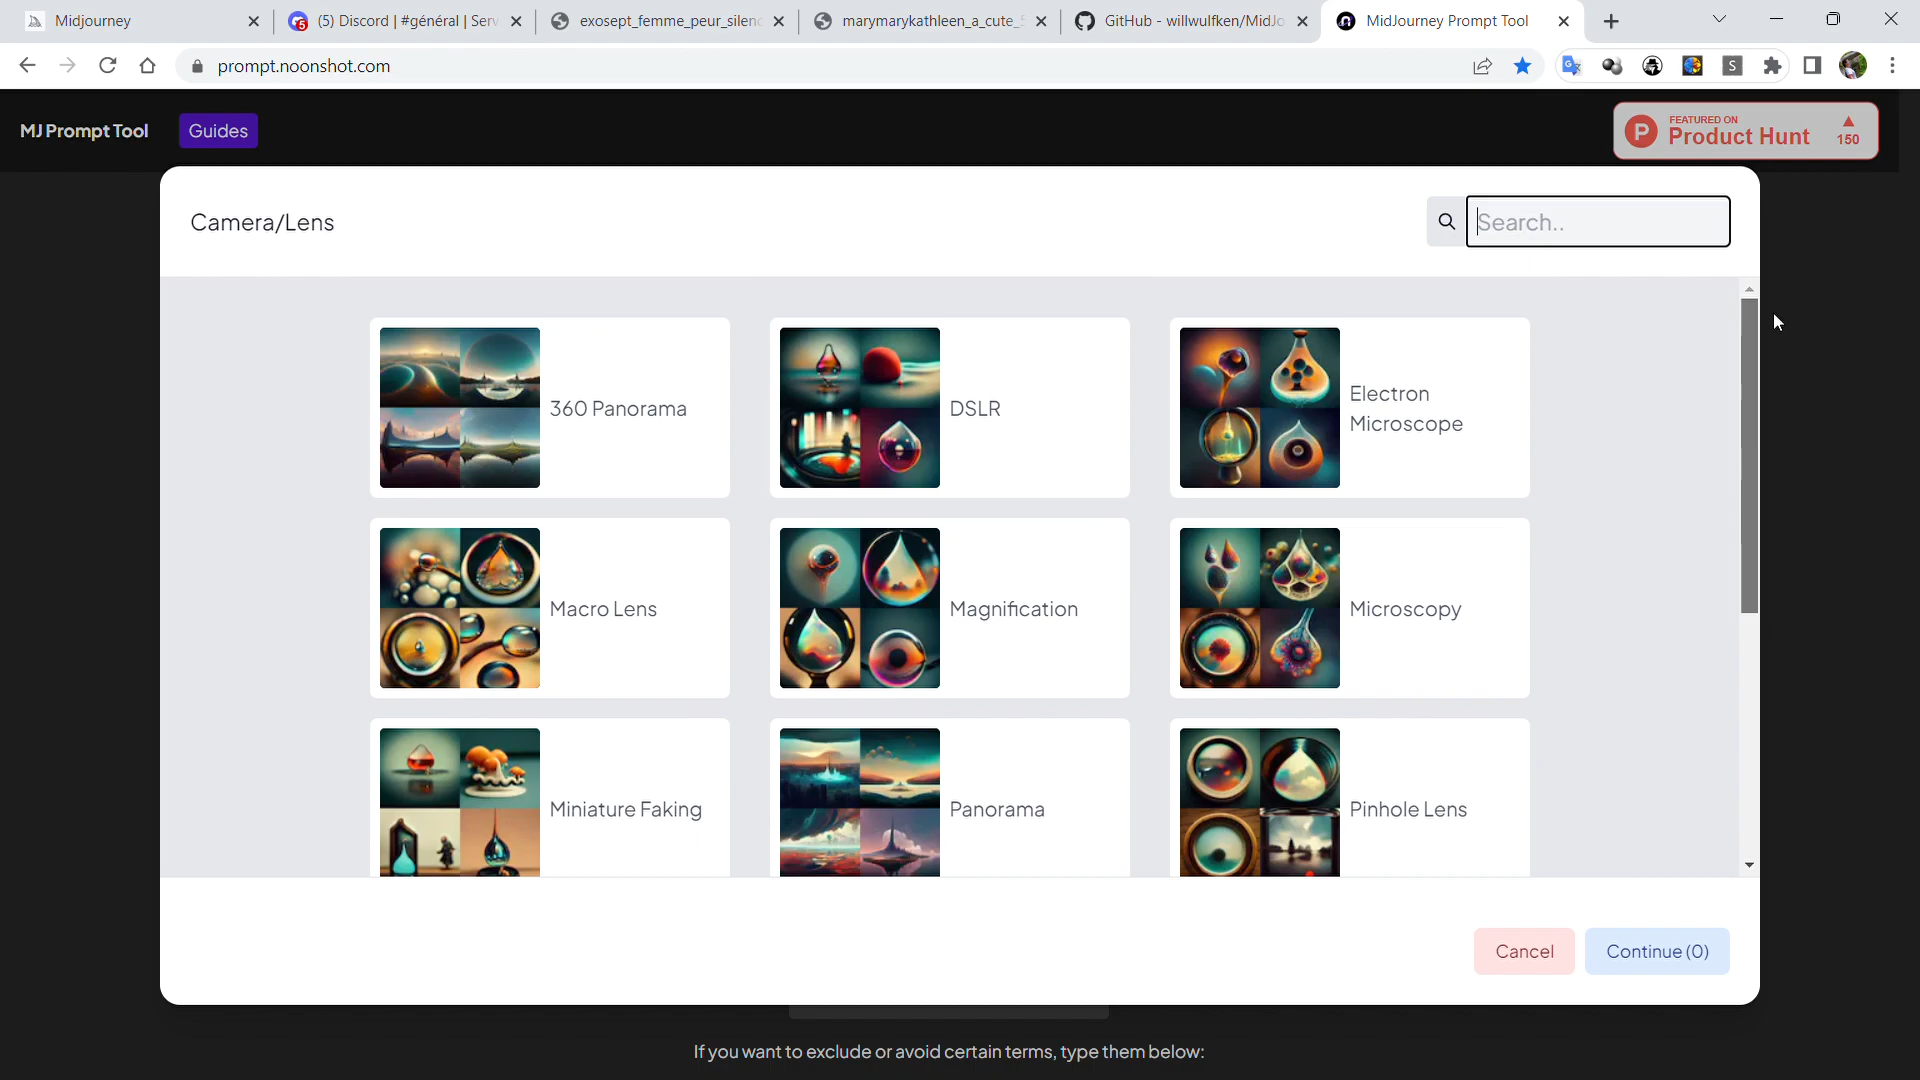 Midjourney
(5) Discord | #général | Serv
exosept_femme_peur_silenc
marymarykathleen_a_cute_
GitHub - willwulfken/MidJo
MidJourney Prompt Tool
prompt.noonshot.com
S
MJ Prompt Tool
Guides
P
FEATURED ON
Product Hunt
150
Camera/Lens
Search..
360 Panorama
DSLR
Electron
Microscope
Macro Lens
Magnification
Microscopy
Miniature Faking
Panorama
Pinhole Lens
Cancel
Continue (0)
If you want to exclude or avoid certain terms, type them below: